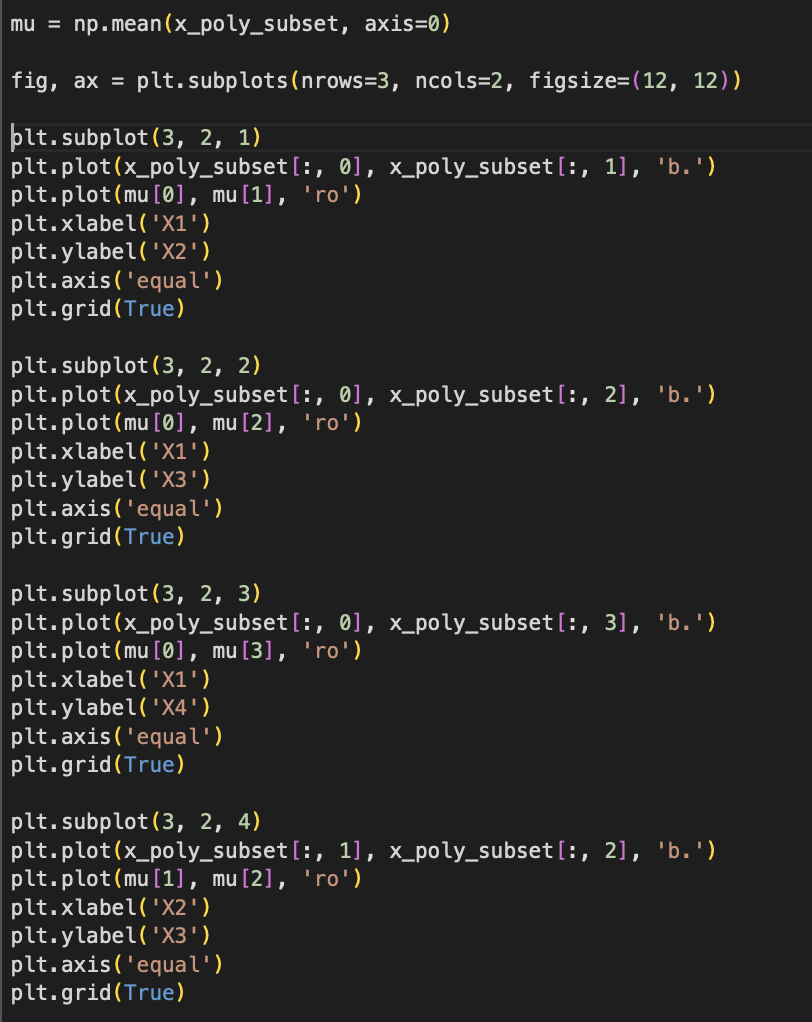 mu = np.mean(x_poly_subset, axis=0)
fig, ax = plt.subplots(nrows=3, ncols=2, figsize=(12, 12))
plt.subplot(3, 2, 1)
plt.plot(x_poly_subset[:, 0], x_poly_subset[:, 1], 'b.')
plt.plot(mu[0], mu[1], 'ro')
plt.xlabel('X1')
plt.ylabel('X2')
plt.axis('equal')
plt.grid(True)
plt.subplot(3, 2, 2)
plt.plot(x_poly_subset[:, 0], x_poly_subset[:, 2], 'b.')
plt.plot(mu[0], mu[2], 'ro')
plt.xlabel('X1')
plt.ylabel('X3')
plt.axis('equal')
plt.grid(True)
plt.subplot(3, 2, 3)
plt.plot(x_poly_subset[:, 0], x_poly_subset[:, 3], 'b.')
plt.plot(mu[0], mu[3], 'ro')
plt.xlabel('X1')
plt.ylabel('X4')
plt.axis('equal')
plt.grid(True)
plt.subplot(3, 2, 4)
plt.plot(x_poly_subset[:, 1], x_poly_subset[:, 2], 'b.')
plt.plot(mu[1], mu[2], 'ro')
plt.xlabel('X2')
plt.ylabel('X3')
plt.axis('equal')
plt.grid(True)